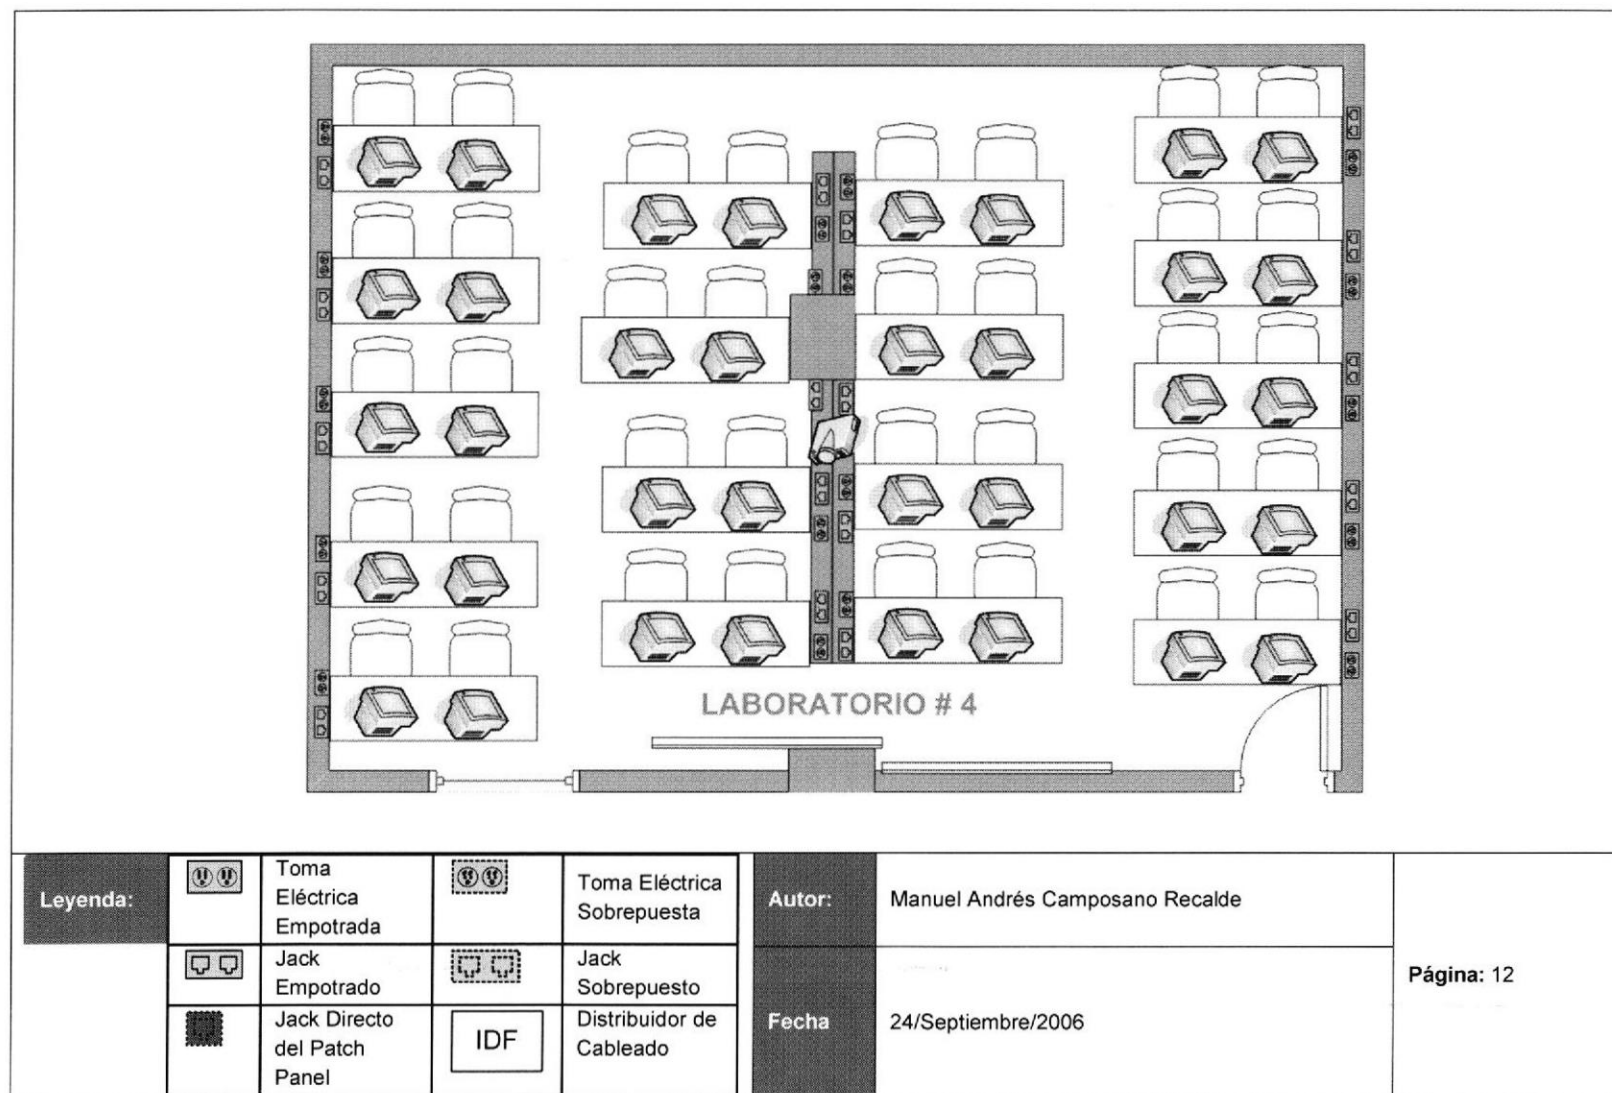 LABORATORIO # 4
Leyenda:
Toma
Eléctrica
Empotrada
Toma Eléctrica
Sobrepuesta
Jack
Empotrado
Jack
Sobrepuesto
Jack Directo
del Patch
Panel
IDF
Distribuidor de
Cableado
Autor:
Manuel Andrés Camposano Recalde
Fecha
24/Septiembre/2006
Página: 12